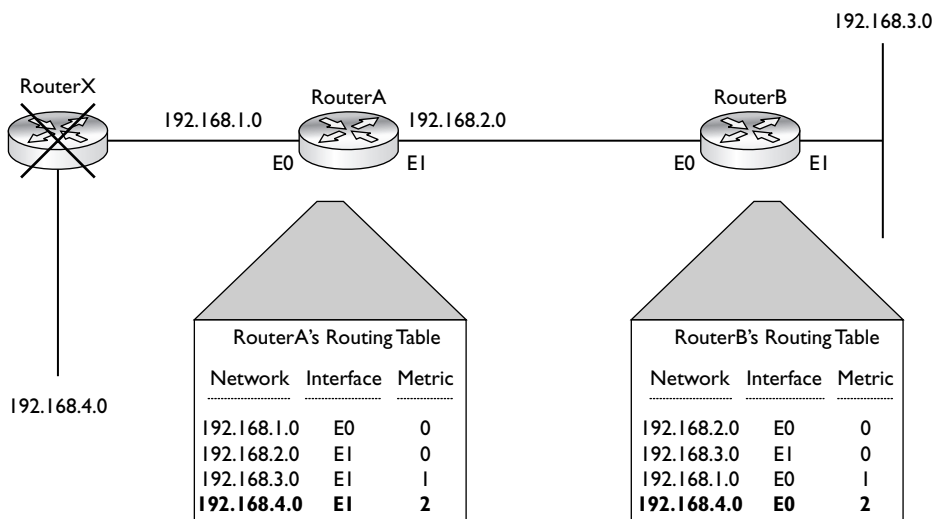 192.168.3.0
RouterX
RouterA
RouterB
192.168.1.0
192.168.2.0
E0
E1
E0
E1
192.168.4.0
RouterA's Routing Table
Network Interface Metric
192.168.1.0 E0 0
192.168.2.0 E1 0
192.168.3.0 E1 1
192.168.4.0 E1 2
RouterB's Routing Table
Network Interface Metric
192.168.2.0 E0 0
192.168.3.0 E1 0
192.168.1.0 E0 1
192.168.4.0 E0 2